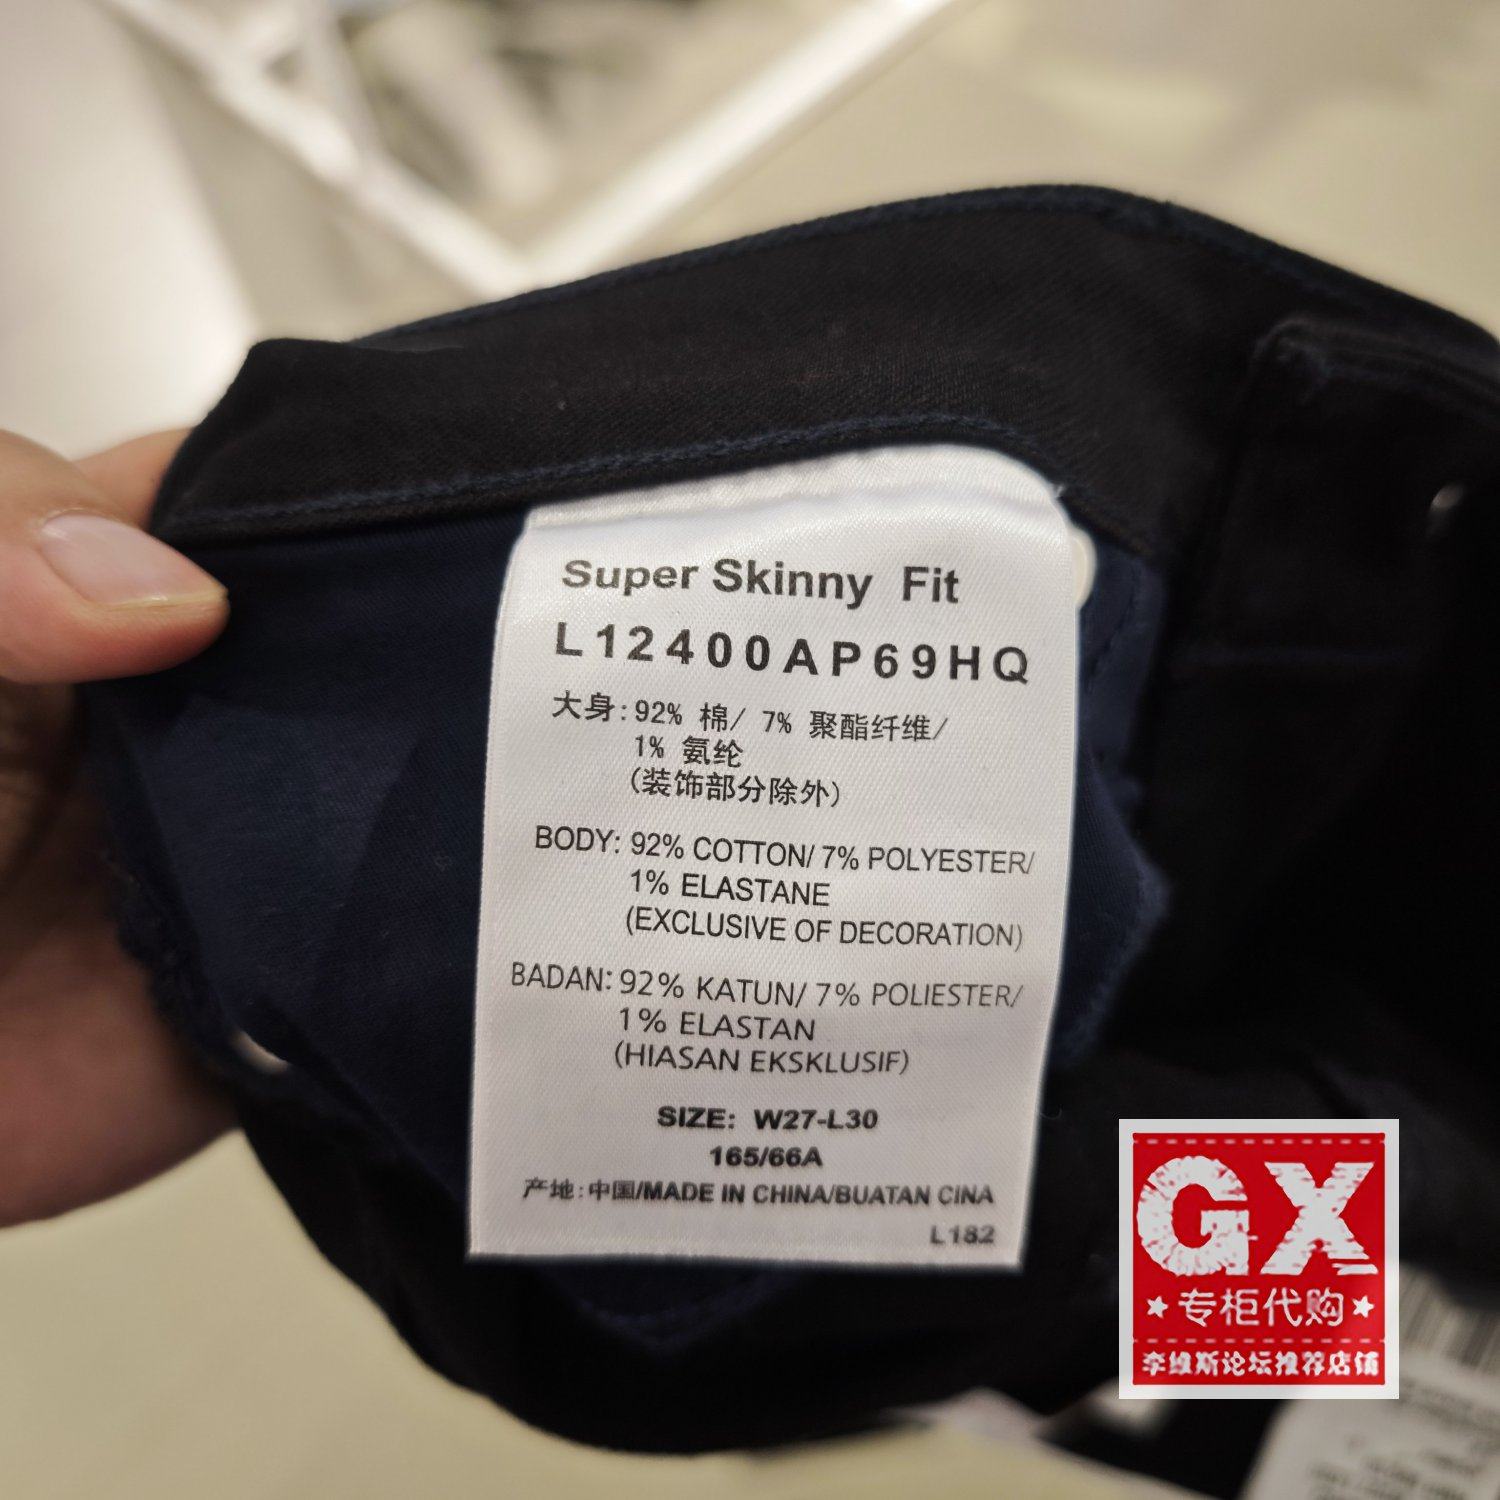 Super Skinny Fit
L12400AP69HQ
大身:92% 棉/ 7% 聚酯纤维/
1% 氨纶
(装饰部分除外)
BODY: 92% COTTON/ 7% POLYESTER/
1% ELASTANE
(EXCLUSIVE OF DECORATION)
BADAN: 92% KATUN/ 7% POLIESTER/
1% ELASTAN
(HIASAN EKSKLUSIF)
SIZE: W27-L30
165/66A
产地:中国/MADE IN CHINA/BUATAN CINA
L182
GX
★专柜代购★
李维斯论坛推荐店铺